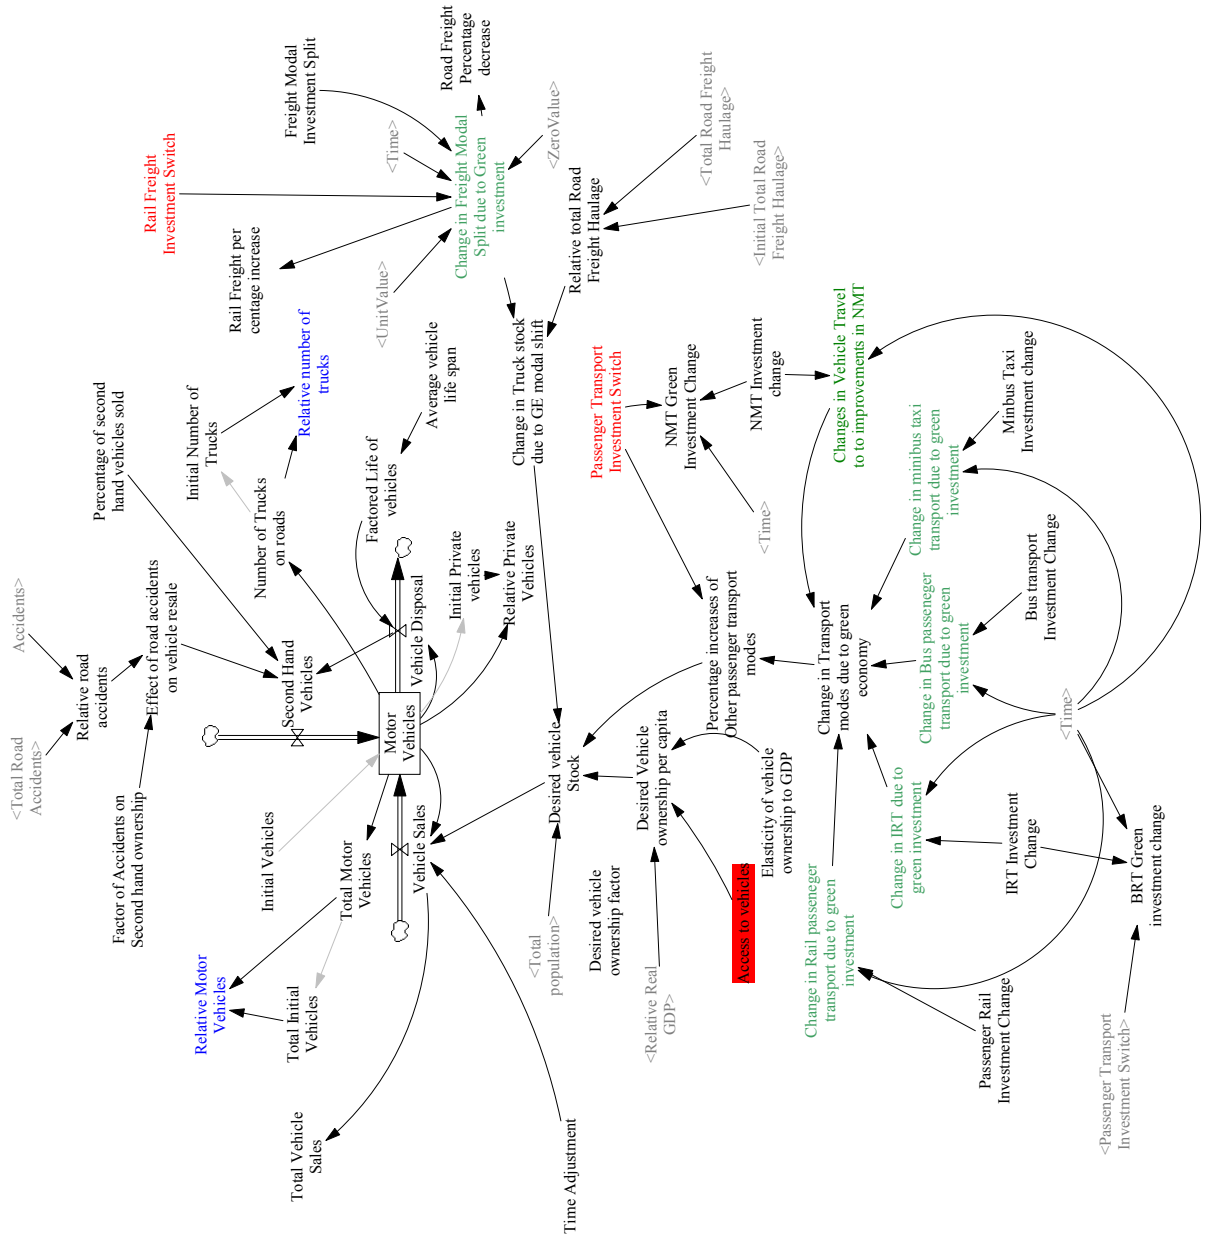 <Total Road
Accidents>
Accidents>
Relative road
accidents
Factor of Accidents on
Second hand ownership
Effect of road accidents
on vehicle resale
Percentage of second
hand vehicles sold
Relative Motor
Vehicles
Total Initial
Vehicles
Total Vehicle
Sales
Initial Vehicles
Total Motor
Vehicles
Second Hand
Vehicles
Motor
Vehicles
Vehicle Sales
Vehicle Disposal
Number of Trucks
on roads
Initial Number of
Trucks
Relative number of
trucks
Factored Life of
vehicles
Average vehicle
life span
Initial Private
vehicles
Relative Private
Vehicles
Rail Freight
Investment Switch
Rail Freight per
centage increase
Freight Modal
Investment Split
<Time>
<UnitValue>
Change in Freight Modal
Split due to Green
investment
Road Freight
Percentage
decrease
<ZeroValue>
Relative total Road
Freight Haulage
<Total Road Freight
Haulage>
<Initial Total Road
Freight Haulage>
Change in Truck stock
due to GE modal shift
Time Adjustment
<Total
population>
Desired vehicle
Stock
Desired vehicle
ownership factor
<Relative Real
GDP>
Desired Vehicle
ownership per capita
Access to vehicles
Elasticity of vehicle
ownership to GDP
Percentage increases of
Other passenger transport
modes
Passenger Transport
Investment Switch
NMT Green
Investment Change
NMT Investment
change
<Time>
Changes in Vehicle Travel
to to improvements in NMT
Change in Transport
modes due to green
economy
Change in Rail passeneger
transport due to green
investment
Change in IRT due to
green investment
Change in Bus passeneger
transport due to green
investment
Change in minibus taxi
transport due to green
investment
Minbus Taxi
Investment change
Bus transport
Investment Change
<Time>
IRT Investment
Change
Passenger Rail
Investment Change
BRT Green
investment change
<Passenger Transport
Investment Switch>